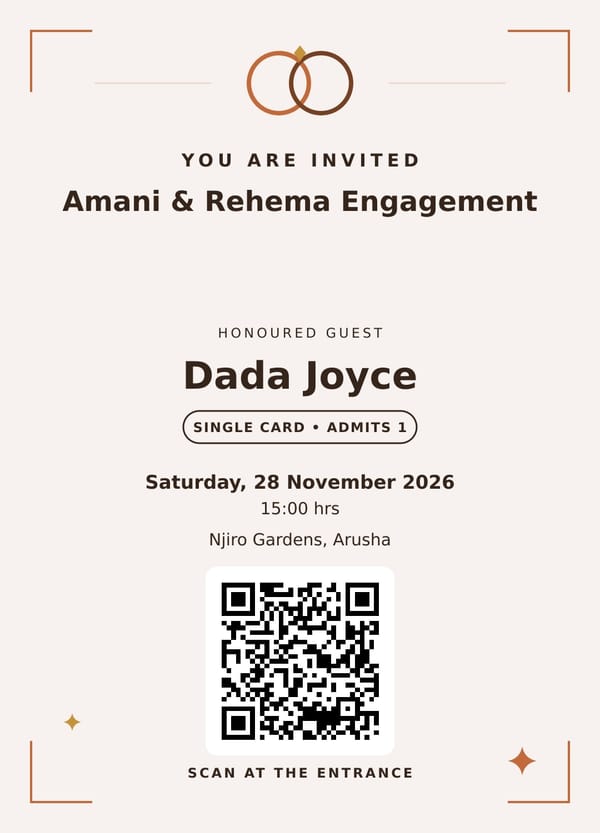 YOU ARE INVITED
Amani & Rehema Engagement
HONOURED GUEST
Dada Joyce
SINGLE CARD • ADMITS 1
Saturday, 28 November 2026
15:00 hrs
Njiro Gardens, Arusha
SCAN AT THE ENTRANCE